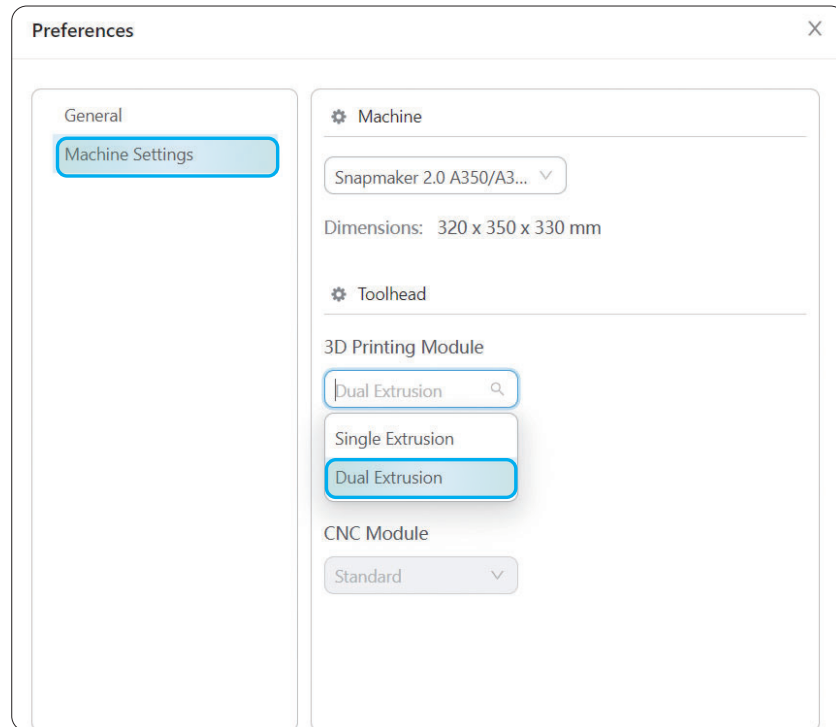 Preferences
General
Machine Settings
Machine
Snapmaker 2.0 A350/A3...
Dimensions: 320 x 350 x 330 mm
Toolhead
3D Printing Module
Dual Extrusion
Single Extrusion
Dual Extrusion
CNC Module
Standard